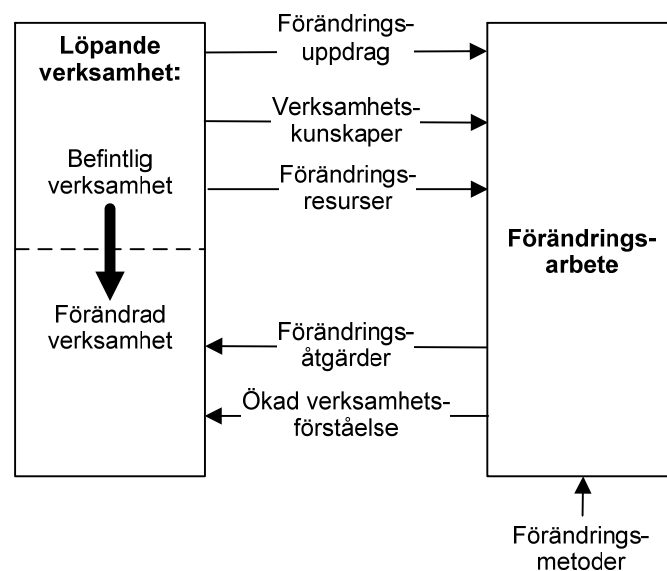 Löpande
verksamhet:
Befintlig
verksamhet
Förändrad
verksamhet
Förändrings-
uppdrag
Verksamhets-
kunskaper
Förändrings-
resurser
Förändrings-
åtgärder
Ökad verksamhets-
förståelse
Förändrings-
arbete
Förändrings-
metoder